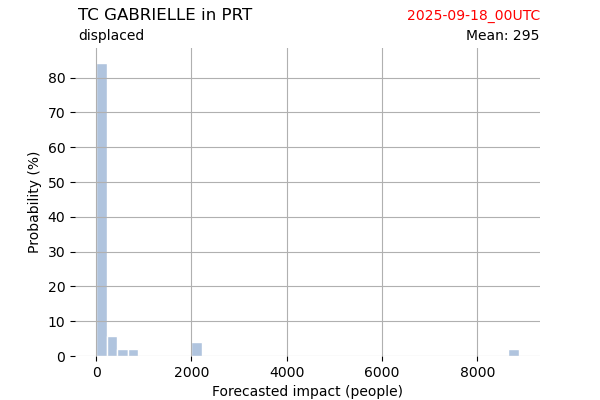 TC GABRIELLE in PRT
2025-09-18_00UTC
displaced
Mean: 295
80
70
60
50
40
30
20
10
0
Probability (%)
0
2000
4000
6000
8000
Forecasted impact (people)